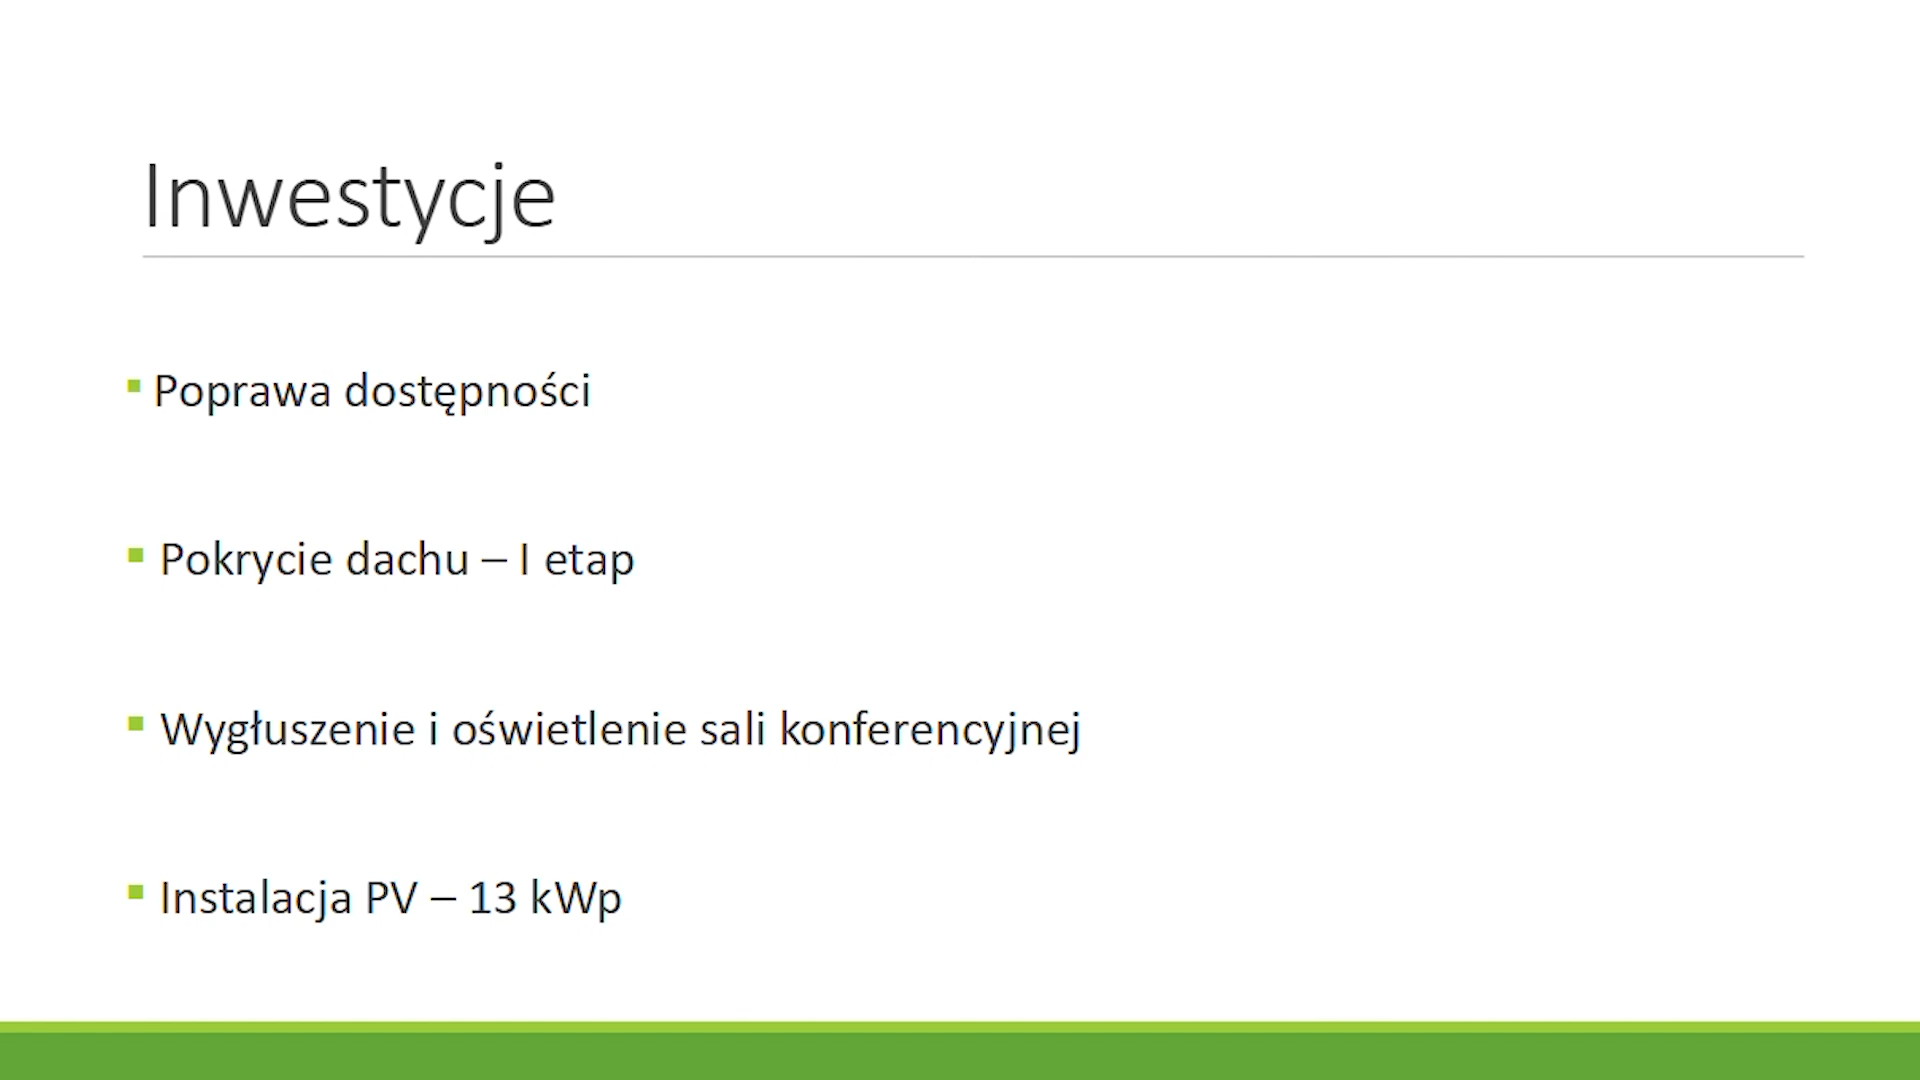 Inwestycje
Poprawa dostępności
Pokrycie dachu – I etap
Wygłuszenie i oświetlenie sali konferencyjnej
Instalacja PV – 13 kWp